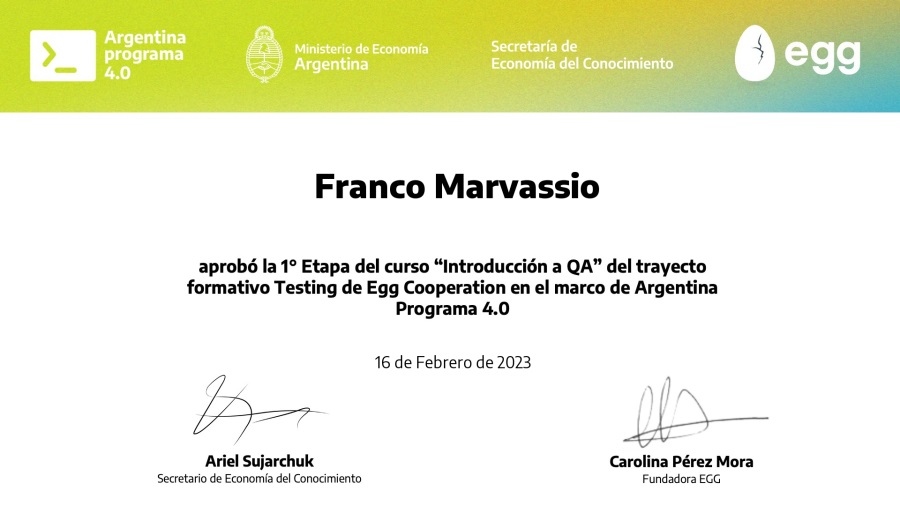 Argentina
programa
4.0
Ministerio de Economía
Argentina
Secretaría de
Economía del Conocimiento
egg
Franco Marvassio
aprobó la 1° Etapa del curso “Introducción a QA” del trayecto
formativo Testing de Egg Cooperation en el marco de Argentina
Programa 4.0
16 de Febrero de 2023
Ariel Sujarchuk
Secretario de Economía del Conocimiento
Carolina Pérez Mora
Fundadora EGG